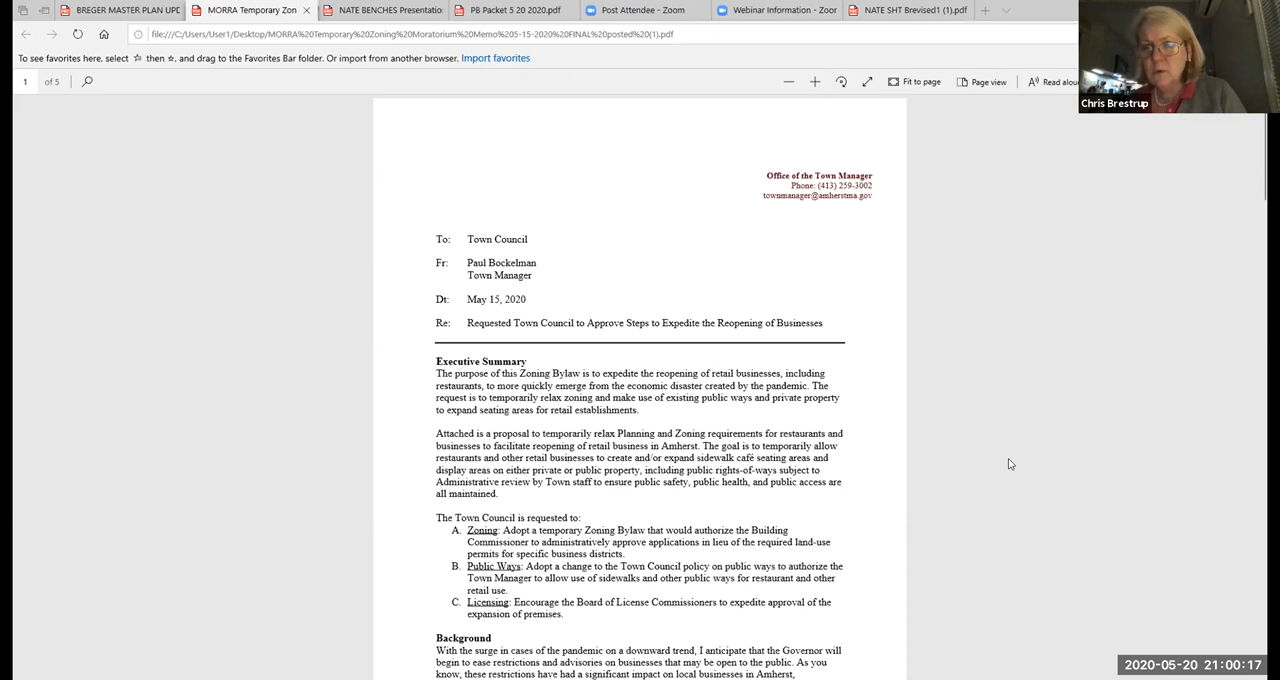 BREGER MASTER PLAN UPD
MORRA Temporary Zon
NATE BENCHES Presentatio
PB Packet 5 20 2020.pdf
Post Attendee - Zoom
Webinar Information - Zoor
NATE SHT Brevised1 (1).pdf
file:///C:/Users/User1/Desktop/MORRA%20Temporary%20Zoning%20Moratorium%20Memo%205-15-2020%20FINAL%20posted%20(1).pdf
To see favorites here, select ☆ then ☆, and drag to the Favorites Bar folder. Or import from another browser. Import favorites
1 of 5
Fit to page
Page view
Read alou
Chris Brestrup
Office of the Town Manager
Phone: (413) 259-3002
townmanager@amherstma.gov
To: Town Council
Fr: Paul Bockelman
Town Manager
Dt: May 15, 2020
Re: Requested Town Council to Approve Steps to Expedite the Reopening of Businesses
Executive Summary
The purpose of this Zoning Bylaw is to expedite the reopening of retail businesses, including
restaurants, to more quickly emerge from the economic disaster created by the pandemic. The
request is to temporarily relax zoning and make use of existing public ways and private property
to expand seating areas for retail establishments.
Attached is a proposal to temporarily relax Planning and Zoning requirements for restaurants and
businesses to facilitate reopening of retail business in Amherst. The goal is to temporarily allow
restaurants and other retail businesses to create and/or expand sidewalk café seating areas and
display areas on either private or public property, including public rights-of-ways subject to
Administrative review by Town staff to ensure public safety, public health, and public access are
all maintained.
The Town Council is requested to:
A. Zoning: Adopt a temporary Zoning Bylaw that would authorize the Building
Commissioner to administratively approve applications in lieu of the required land-use
permits for specific business districts.
B. Public Ways: Adopt a change to the Town Council policy on public ways to authorize the
Town Manager to allow use of sidewalks and other public ways for restaurant and other
retail use.
C. Licensing: Encourage the Board of License Commissioners to expedite approval of the
expansion of premises.
Background
With the surge in cases of the pandemic on a downward trend, I anticipate that the Governor will
begin to ease restrictions and advisories on businesses that may be open to the public. As you
know, these restrictions have had a significant impact on local businesses in Amherst,
2020-05-20 21:00:17